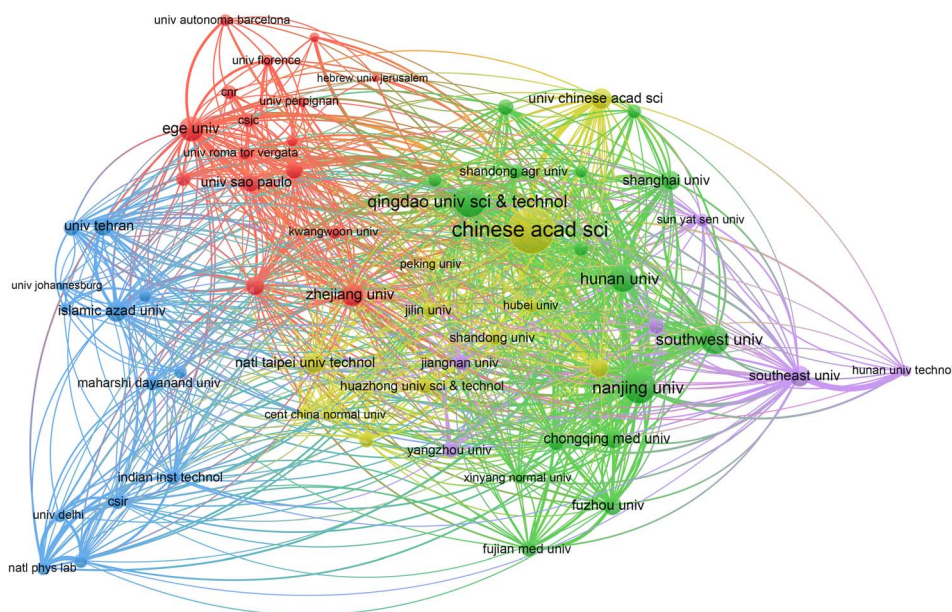 univ autonoma barcelona
univ florence
hebrew univ jerusalem
cnr
univ perpignan
univ chinese acad sci
csic
ege univ
univ roma tor vergata
shandong agr univ
univ sao paulo
shanghai univ
qingdao univ sci & technol
sun yat sen univ
univ tehran
chinese acad sci
kwangwoon univ
peking univ
hunan univ
univ johannesburg
zhejiang univ
islamic azad univ
jilin univ
hubei univ
shandong univ
southwest univ
natl taipei univ technol
jiangnan univ
hunan univ technol
southeast univ
maharshi dayanand univ
huazhong univ sci & technol
nanjing univ
cent china normal univ
chongqing med univ
yangzhou univ
indian inst technol
xinyang normal univ
csir
fuzhou univ
univ delhi
fujian med univ
natl phys lab